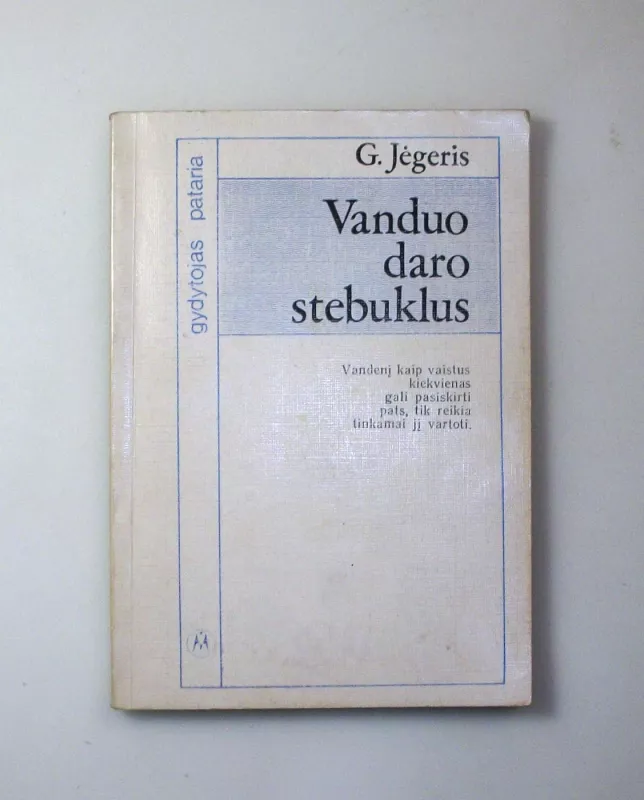 gydytojas pataria
G. Jėgeris
Vanduo
daro
stebuklus
Vandenį kaip vaistus
kiekvienas
gali pasiskirti
pats, tik reikia
tinkamai jį vartoti.